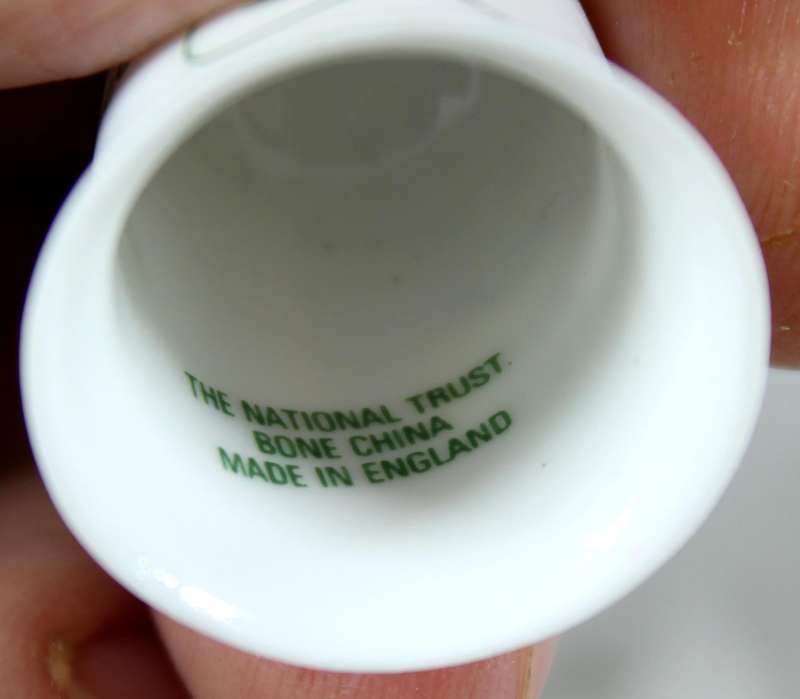 THE NATIONAL TRUST.
BONE CHINA
MADE IN ENGLAND